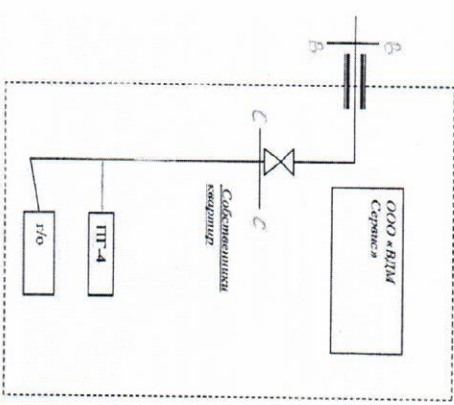 В В
ООО «ВДМ
Сервис»
С С
Собственники
квартир
ПГ-4
г/о